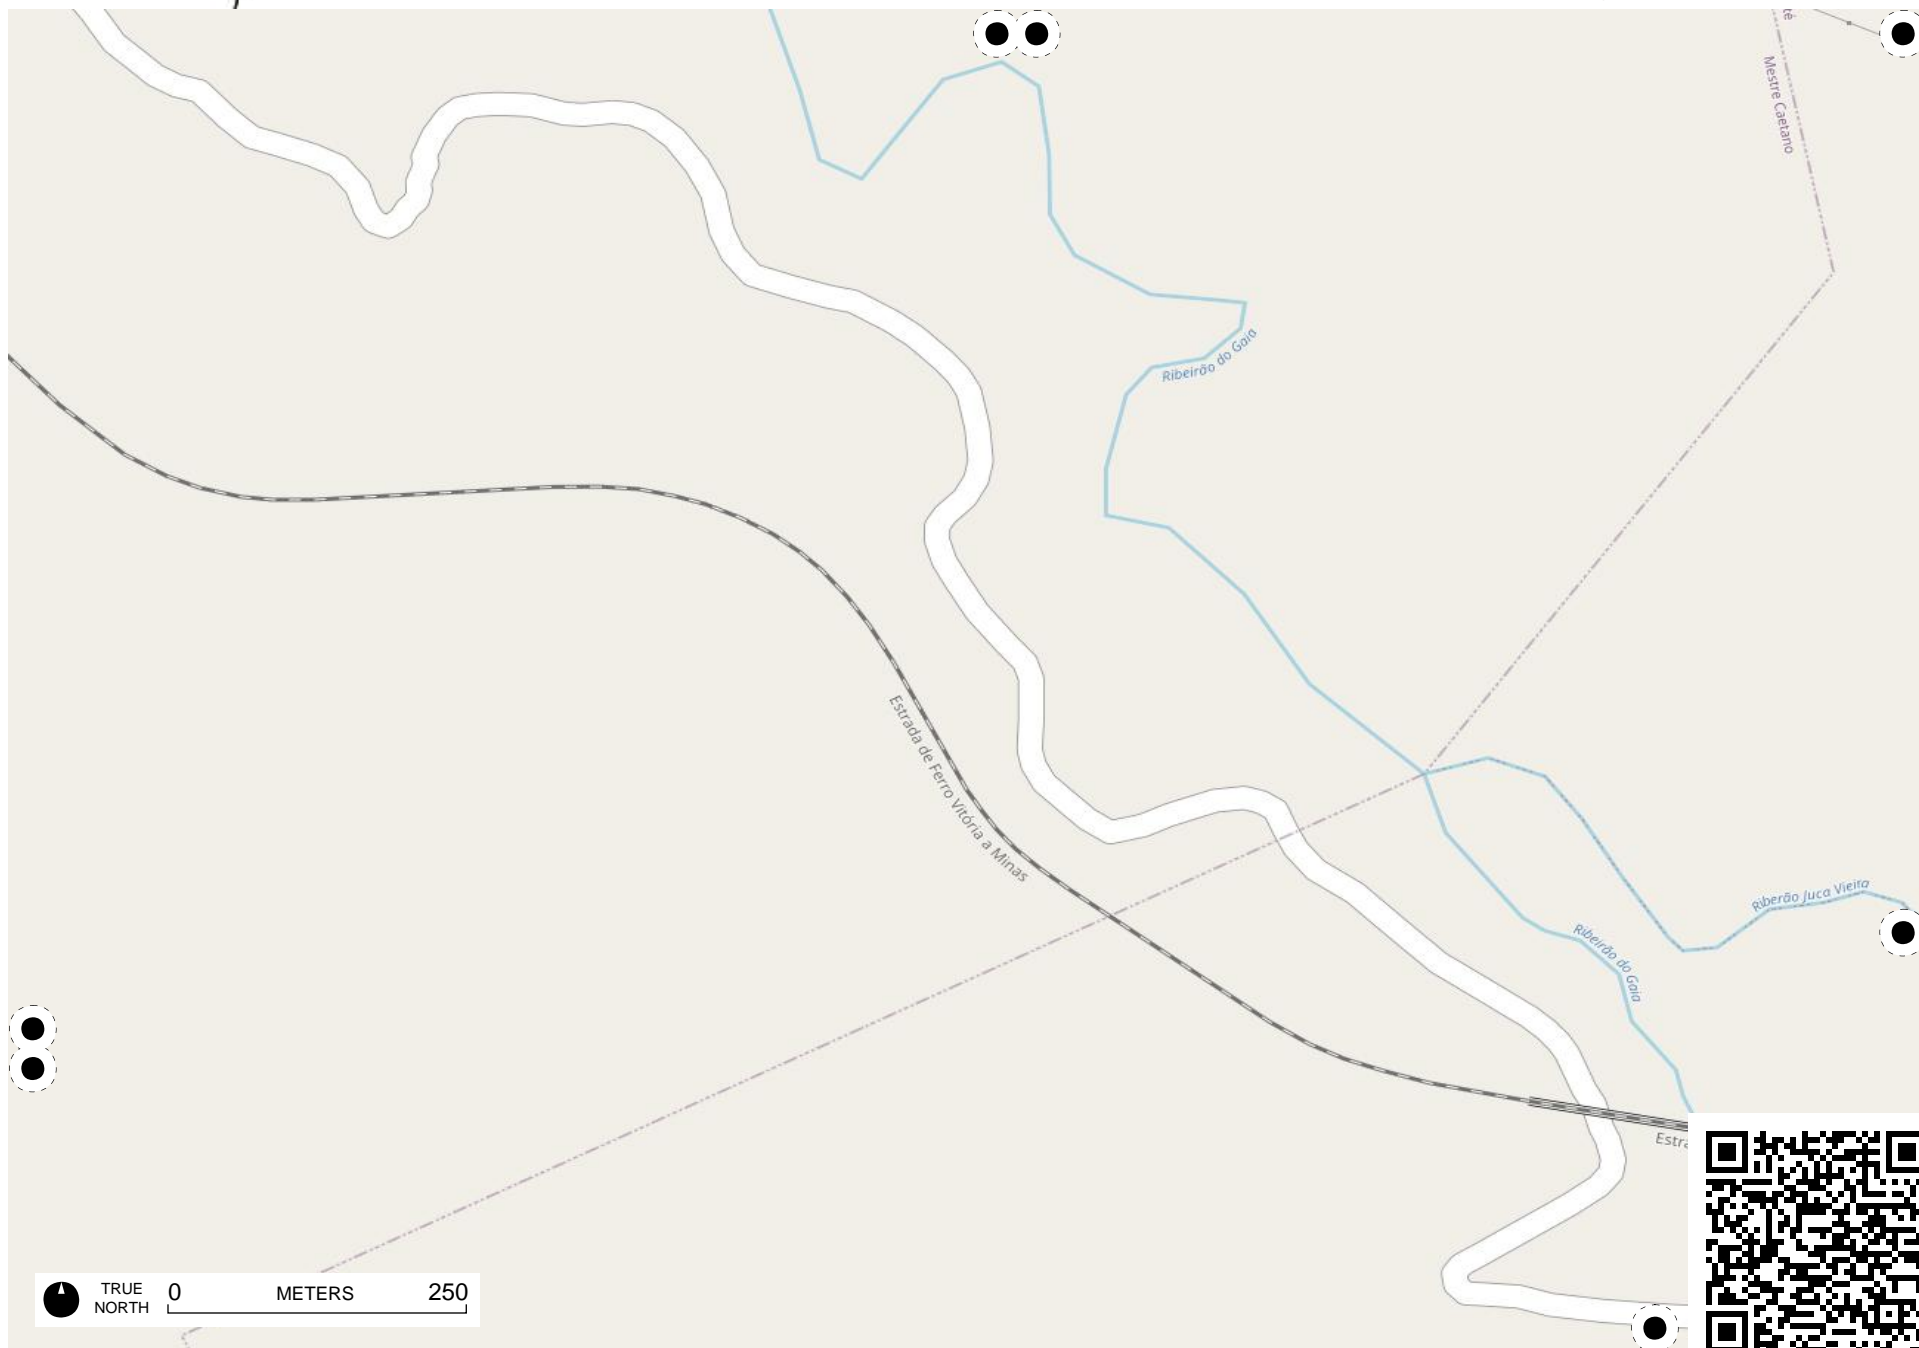 té
Mestre Caetano
Ribeirão do Gaia
Estrada de Ferro Vitória a Minas
Riberão Juca Vieira
Ribeirão do Gaia
Estra
TRUE
NORTH
0 METERS 250